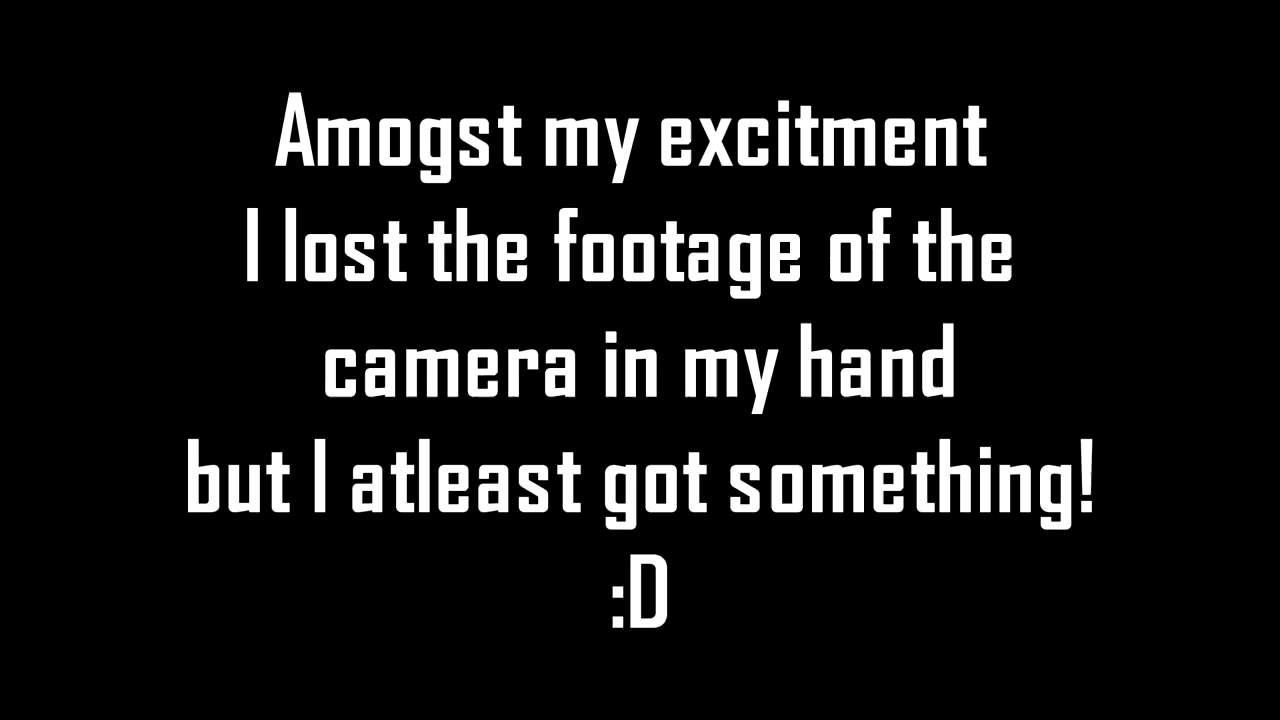 Amogst my excitment
I lost the footage of the
camera in my hand
but I atleast got something!
:D